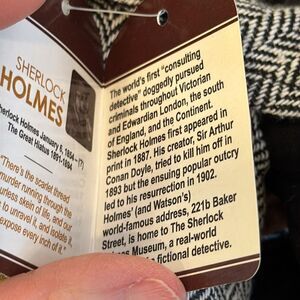 SHERLOCK
HOLMES
Sherlock Holmes January 6, 1854 – (?)
The Great Hiatus 1891-1894
"There's the scarlet thread
murder running through the
skein of life, and our
to unravel it, and isolate it,
expose every inch of it."
The world's first "consulting
detective" doggedly pursued
criminals throughout Victorian
and Edwardian London, the south
of England, and the Continent.
Sherlock Holmes first appeared in
print in 1887. His creator, Sir Arthur
Conan Doyle, tried to kill him off in
1893 but the ensuing popular outcry
led to his resurrection in 1902.
Holmes' (and Watson's)
world-famous address, 221b Baker
Street, is home to The Sherlock
Museum, a real-world
fictional detective.